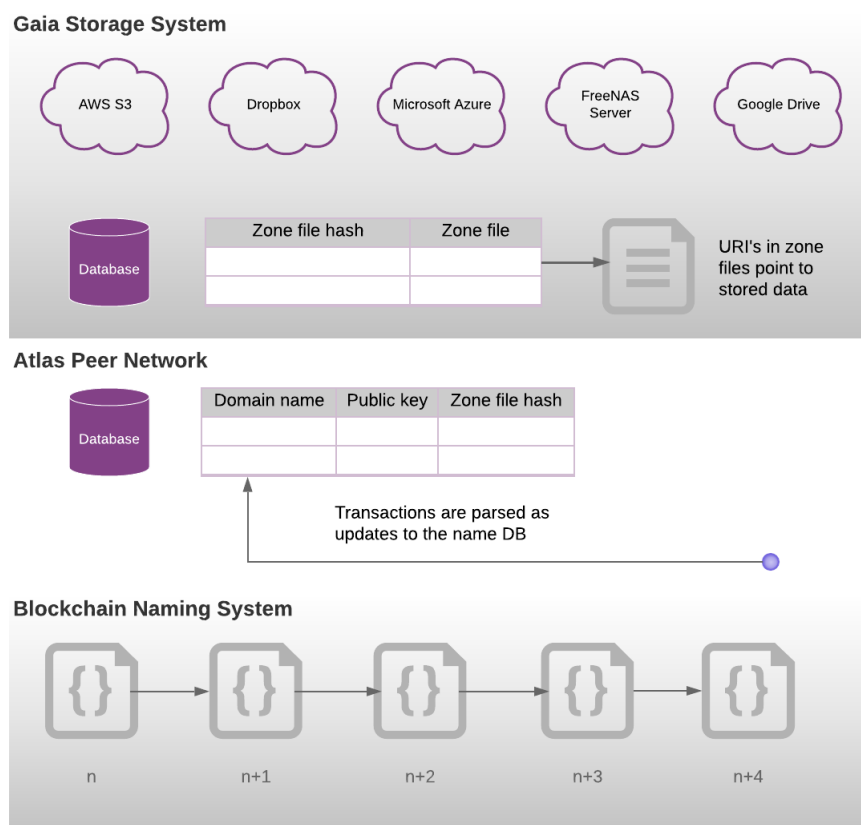 Gaia Storage System
AWS S3
Dropbox
Microsoft Azure
FreeNAS
Server
Google Drive
Database
Zone file hash
Zone file
URI's in zone
files point to
stored data
Atlas Peer Network
Database
Domain name
Public key
Zone file hash
Transactions are parsed as
updates to the name DB
Blockchain Naming System
{}
{}
{}
{}
{}
n
n+1
n+2
n+3
n+4